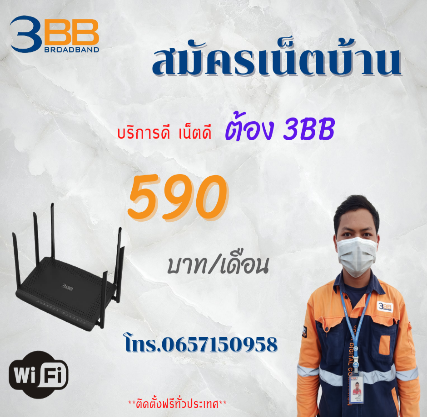 3BB
BROADBAND
สมัครเน็ตบ้าน
บริการดี เน็ตดี ต้อง 3BB
590
บาท/เดือน
3BB
โทร.0657150958
WiFi
**ติดตั้งฟรีทั่วประเทศ**